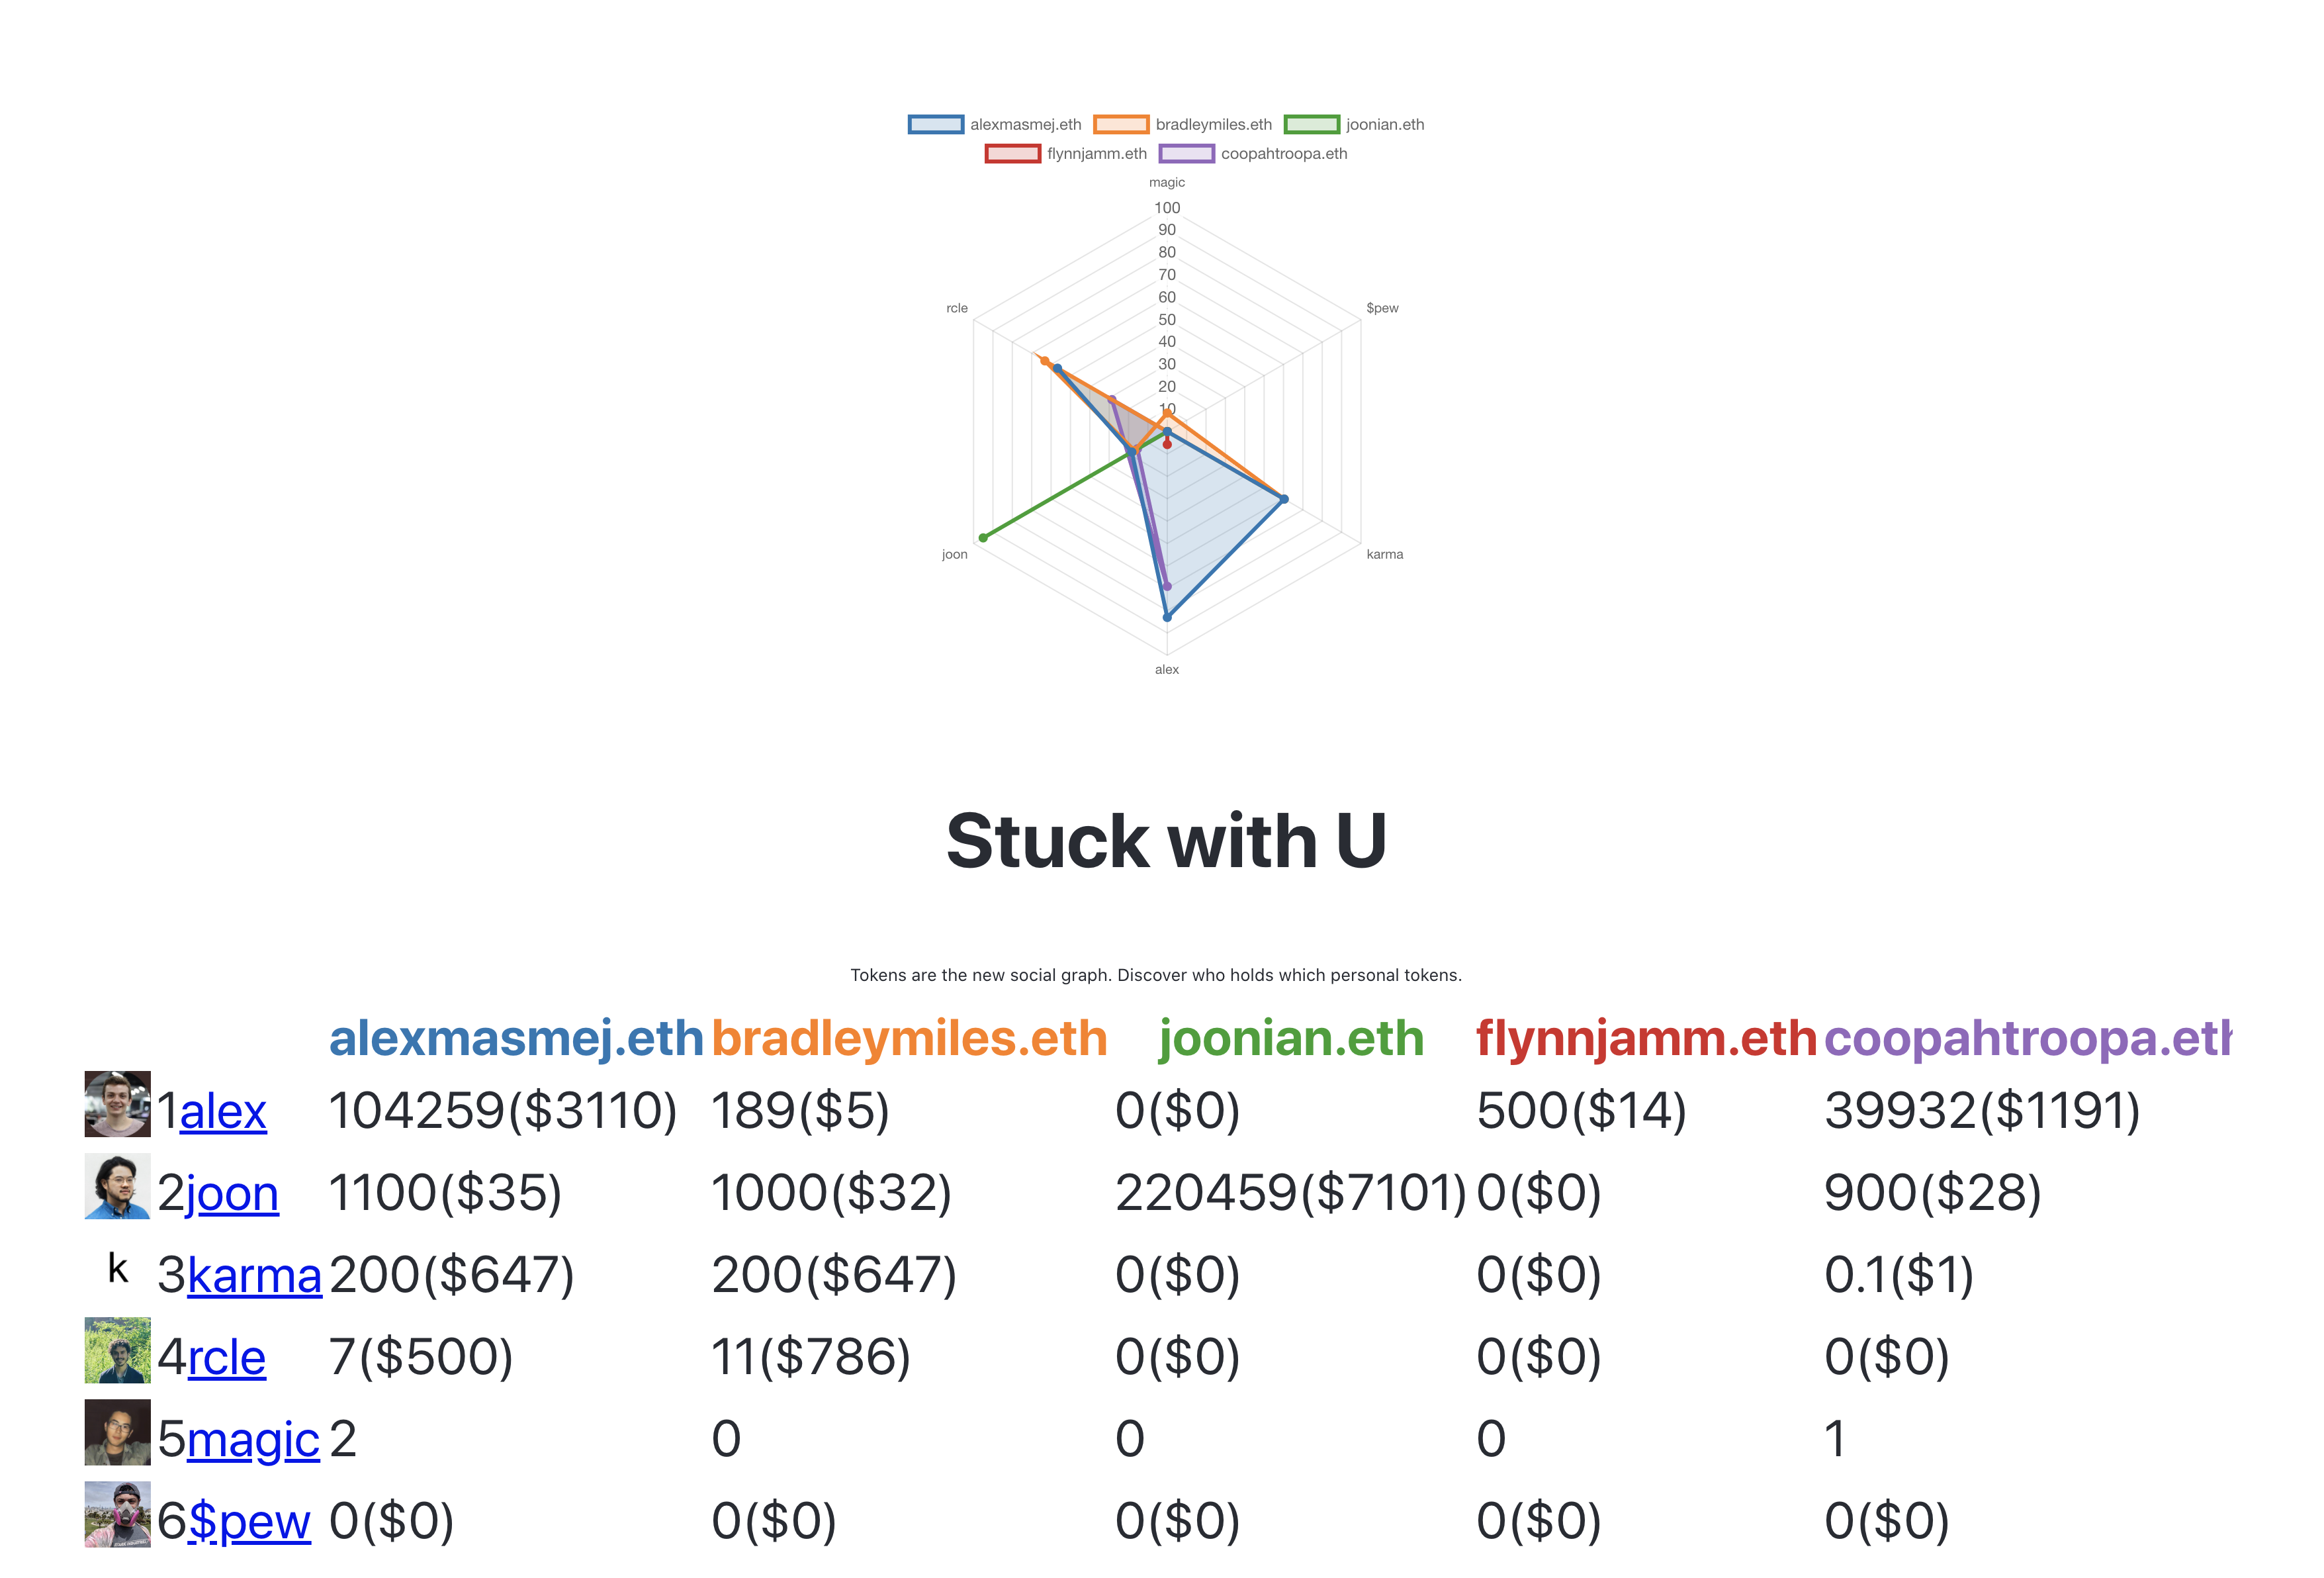 alexmasmej.eth bradleymiles.eth joonian.eth
flynnjamm.eth coopahtroopa.eth
magic
100
90
80
70
60
50
40
30
20
10
rcle $pew
joon karma
alex
Stuck with U
Tokens are the new social graph. Discover who holds which personal tokens.
alexmasmej.eth bradleymiles.eth joonian.eth flynnjamm.eth coopahtroopa.eth
1alex 104259($3110) 189($5) 0($0) 500($14) 39932($1191)
2joon 1100($35) 1000($32) 220459($7101) 0($0) 900($28)
k 3karma 200($647) 200($647) 0($0) 0($0) 0.1($1)
4rcle 7($500) 11($786) 0($0) 0($0) 0($0)
5magic 2 0 0 0 1
6$pew 0($0) 0($0) 0($0) 0($0) 0($0)